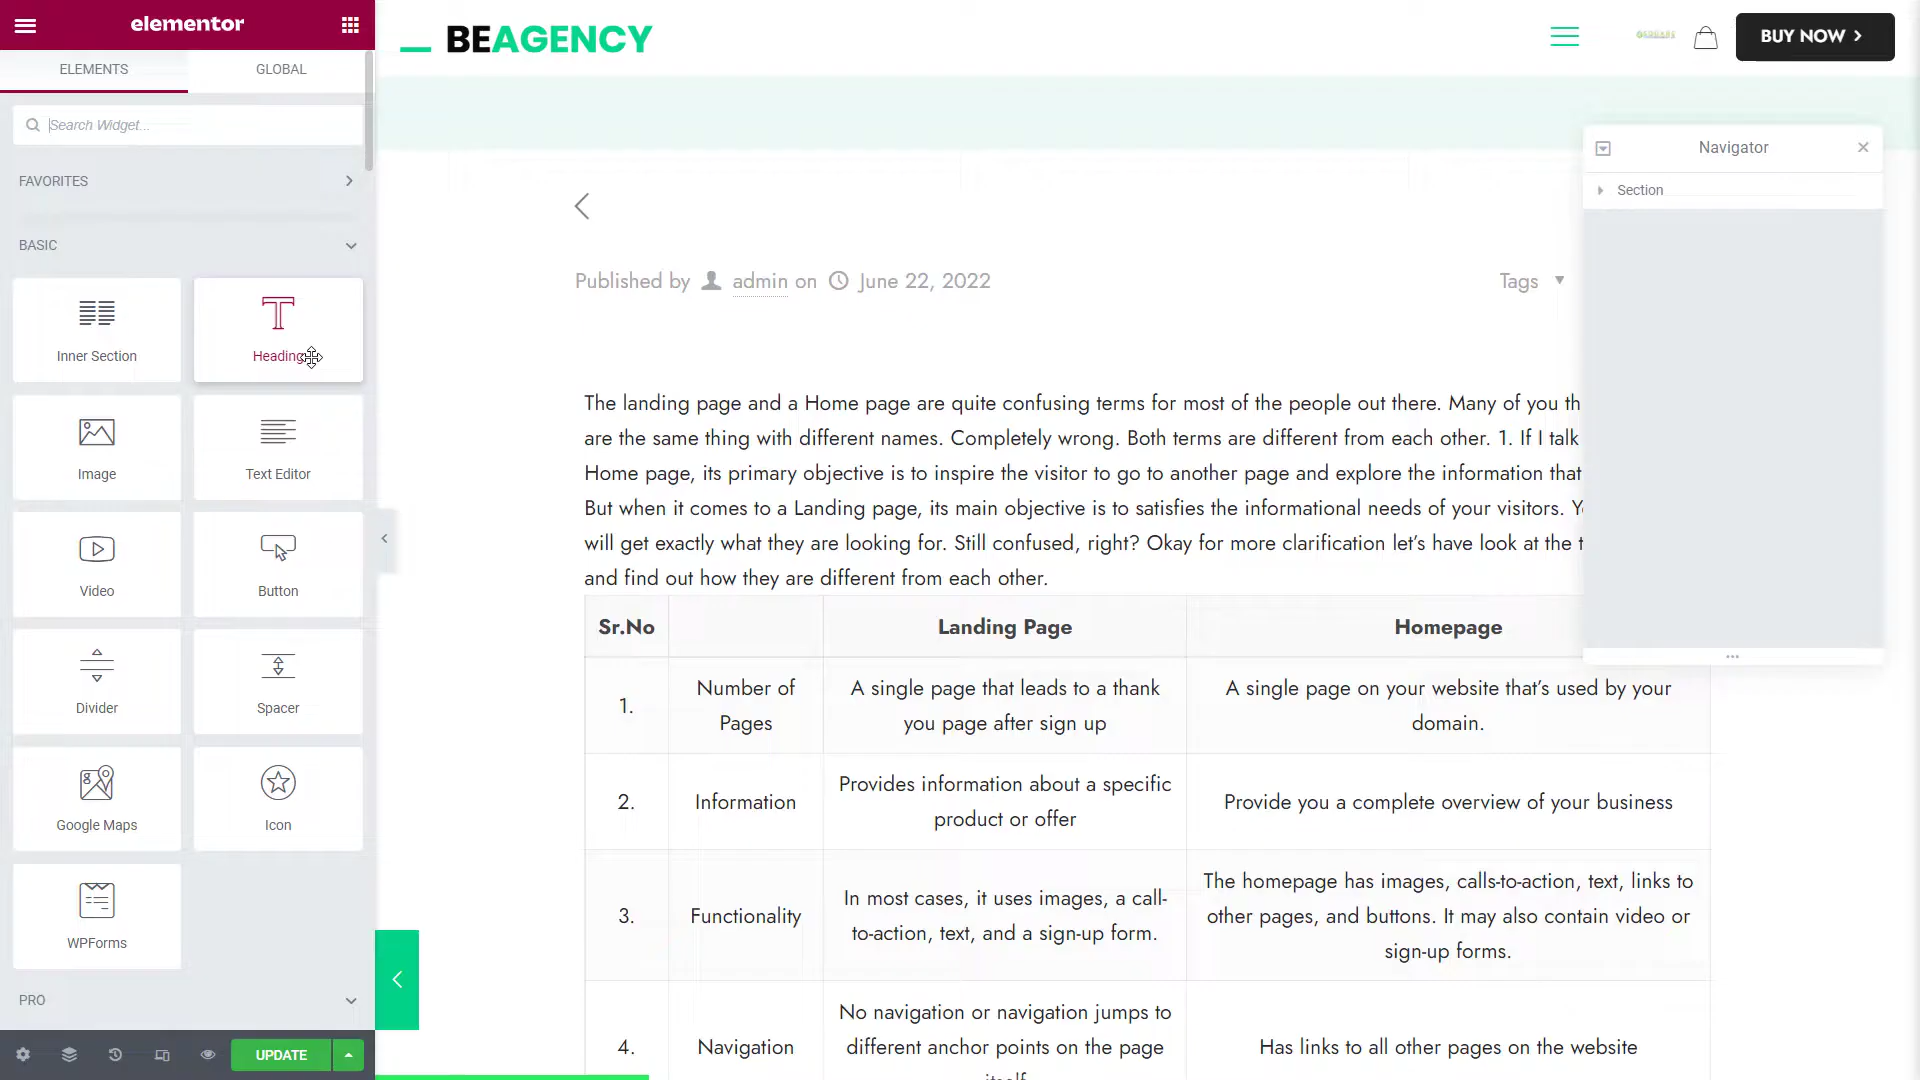 elementor
ELEMENTS
GLOBAL
Search Widget...
FAVORITES
BASIC
Inner Section
Heading
Image
Text Editor
Video
Button
Divider
Spacer
Google Maps
Icon
WPForms
PRO
UPDATE
BEAGENCY
BUY NOW
Published by admin on June 22, 2022
Tags
The landing page and a Home page are quite confusing terms for most of the people out there. Many of you
are the same thing with different names. Completely wrong. Both terms are different from each other. 1. If I talk
Home page, its primary objective is to inspire the visitor to go to another page and explore the information that
But when it comes to a Landing page, its main objective is to satisfies the informational needs of your visitors.
will get exactly what they are looking for. Still confused, right? Okay for more clarification let's have look at the
and find out how they are different from each other.
Sr.No Landing Page Homepage
1.
Number of
Pages
A single page that leads to a thank
you page after sign up
A single page on your website that's used by your
domain.
2.
Information
Provides information about a specific
product or offer
Provide you a complete overview of your business
3.
Functionality
In most cases, it uses images, a call-
to-action, text, and a sign-up form.
The homepage has images, calls-to-action, text, links to
other pages, and buttons. It may also contain video or
sign-up forms.
4.
Navigation
No navigation or navigation jumps to
different anchor points on the page
Has links to all other pages on the website
Navigator
Section